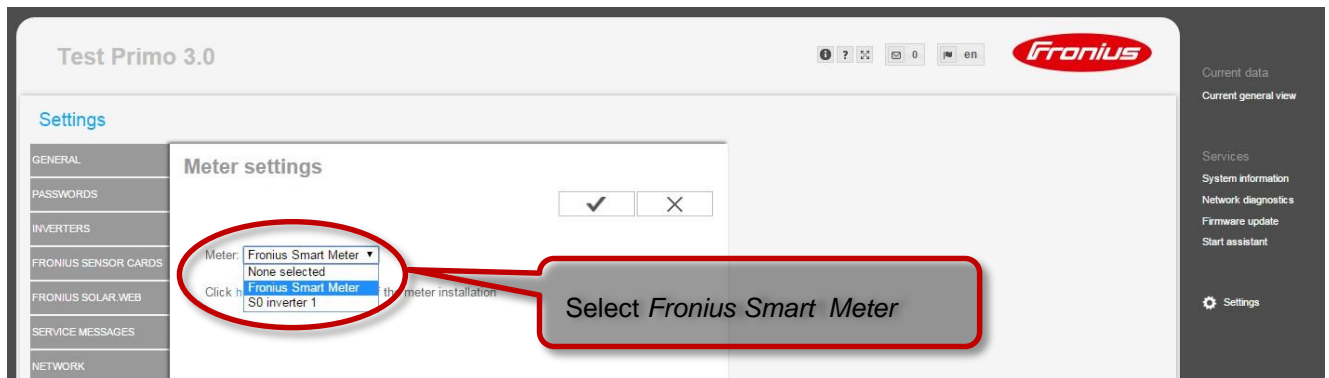 Test Primo 3.0
0
en
Fronius
Settings
GENERAL
PASSWORDS
INVERTERS
FRONIUS SENSOR CARDS
FRONIUS SOLAR.WEB
SERVICE MESSAGES
NETWORK
Meter settings
Meter: Fronius Smart Meter
None selected
Fronius Smart Meter
S0 inverter 1
Click h
the meter installation
Select Fronius Smart Meter
Current data
Current general view
Services
System information
Network diagnostics
Firmware update
Start assistant
Settings